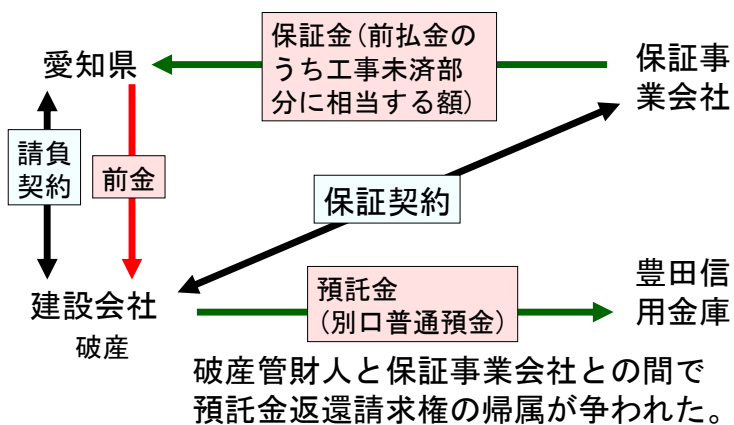 保証金(前払金の
うち工事未済部
分に相当する額)
愛知県
保証事
業会社
請負
契約
前金
保証契約
建設会社
破産
預託金
(別口普通預金)
豊田信
用金庫
破産管財人と保証事業会社との間で
預託金返還請求権の帰属が争われた。